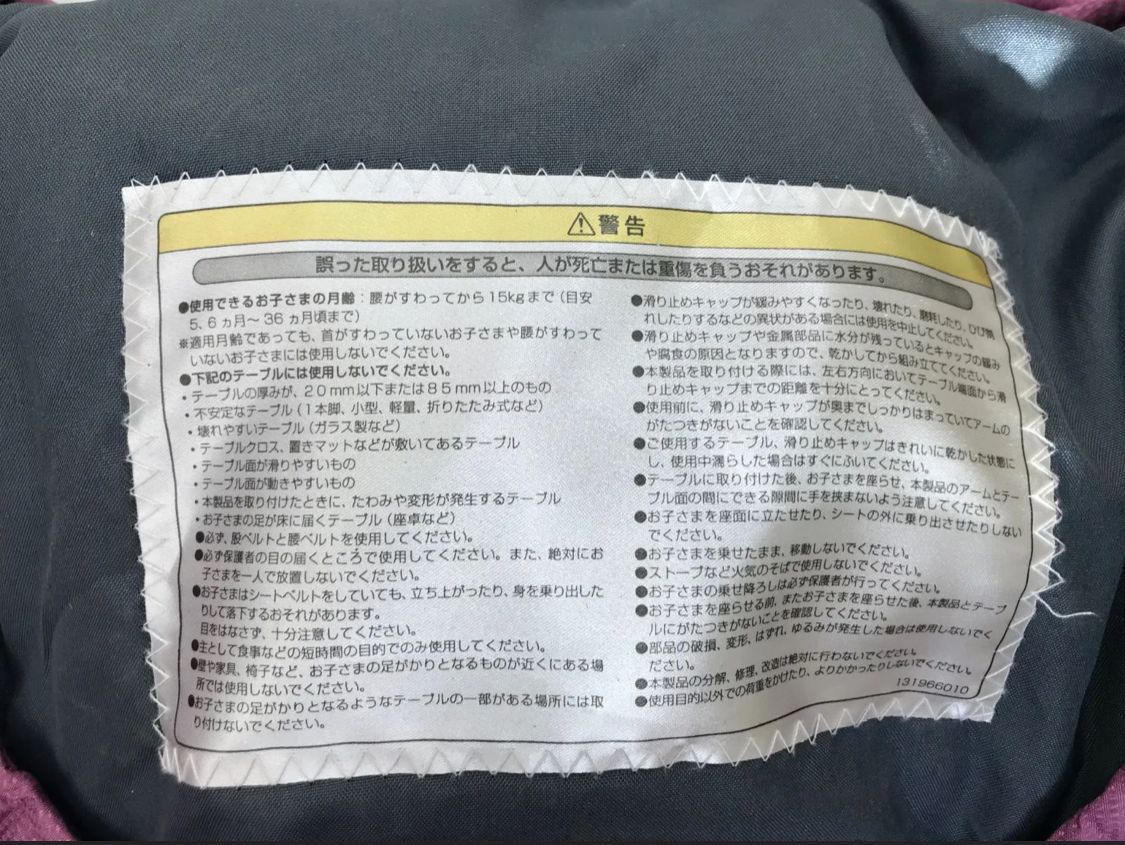 ⚠警告
誤った取り扱いをすると、人が死亡または重傷を負うおそれがあります。
●使用できるお子さまの月齢：腰がすわってから15kgまで（目安
5、6ヵ月～36ヵ月頃まで）
※適用月齢であっても、首がすわっていないお子さまや腰がすわって
いないお子さまには使用しないでください。
●下記のテーブルには使用しないでください。
・テーブルの厚みが、20mm以下または85mm以上のもの
・不安定なテーブル（1本脚、小型、軽量、折りたたみ式など）
・壊れやすいテーブル（ガラス製など）
・テーブルクロス、置きマットなどが敷いてあるテーブル
・テーブル面が滑りやすいもの
・テーブル面が動きやすいもの
・本製品を取り付けたときに、たわみや変形が発生するテーブル
・お子さまの足が床に届くテーブル（座卓など）
●必ず、股ベルトと腰ベルトを使用してください。
●必ず保護者の目の届くところで使用してください。また、絶対にお
子さまを一人で放置しないでください。
●お子さまはシートベルトをしていても、立ち上がったり、身を乗り出した
りして落下するおそれがあります。
目をはなさず、十分注意してください。
●主として食事などの短時間の目的でのみ使用してください。
●壁や家具、椅子など、お子さまの足がかりとなるものが近くにある場
所では使用しないでください。
●お子さまの足がかりとなるようなテーブルの一部がある場所には取
り付けないでください。
●滑り止めキャップが緩みやすくなったり、壊れたり、磨耗したり、ひび割
れしたりするなどの異状がある場合には使用を中止してください。
●滑り止めキャップや金属部品に水分が残っているとキャップの緩み
や腐食の原因となりますので、乾かしてから組み立ててください。
●本製品を取り付ける際には、左右方向においてテーブル端面から滑
り止めキャップまでの距離を十分にとってください。
●使用前に、滑り止めキャップが奥までしっかりはまっていてアームの
がたつきがないことを確認してください。
●ご使用するテーブル、滑り止めキャップはきれいに乾かした状態に
し、使用中濡らした場合はすぐにふいてください。
●テーブルに取り付けた後、お子さまを座らせ、本製品のアームとテー
ブル面の間にできる隙間に手を挟まないよう注意してください。
●お子さまを座面に立たせたり、シートの外に乗り出させたりしない
でください。
●お子さまを乗せたまま、移動しないでください。
●ストーブなど火気のそばで使用しないでください。
●お子さまの乗せ降ろしは必ず保護者が行ってください。
●お子さまを座らせる前、またお子さまを座らせた後、本製品とテーブ
ルにがたつきがないことを確認してください。
●部品の破損、変形、はずれ、ゆるみが発生した場合は使用しないでく
ださい。
●本製品の分解、修理、改造は絶対に行わないでください。
●使用目的以外での荷重をかけたり、よりかかったりしないでください。
131966010